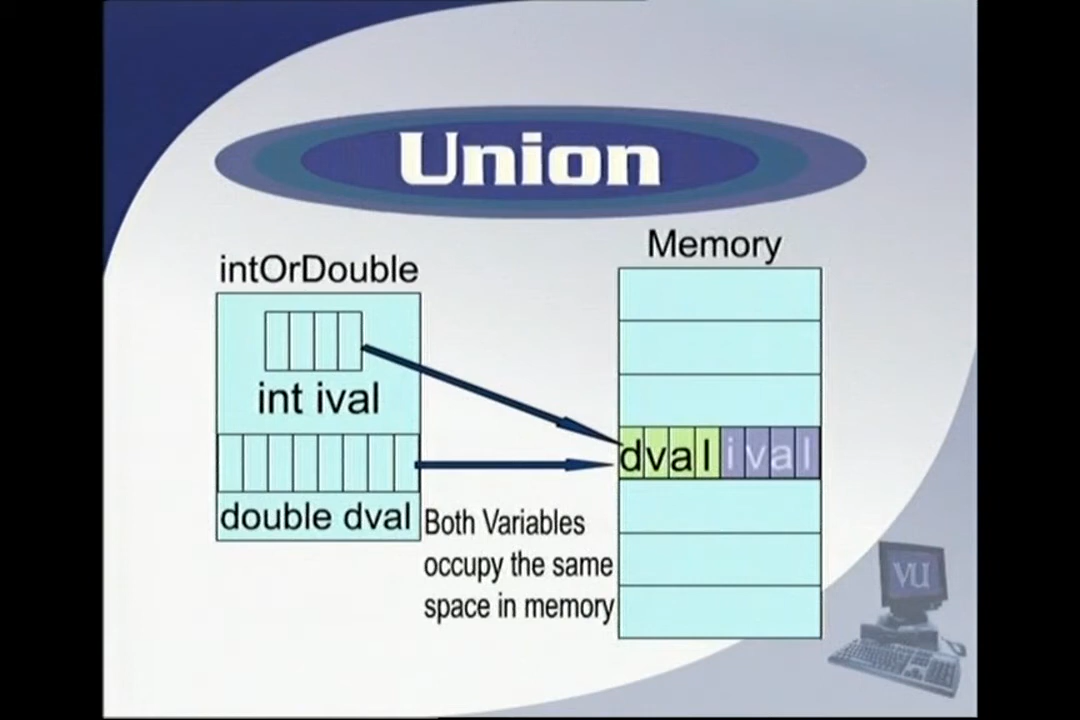 Union
intOrDouble
int ival
double dval
Both Variables
occupy the same
space in memory
Memory
dval ival
VU